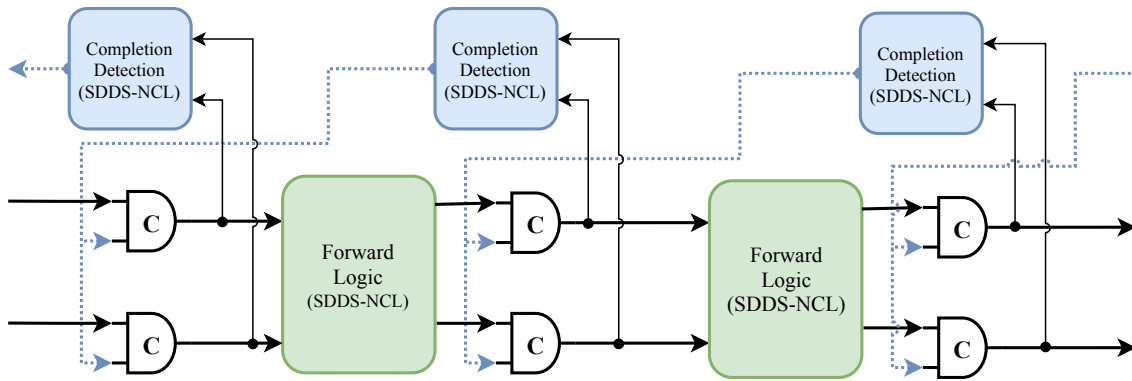 Completion
Detection
(SDDS-NCL)
Completion
Detection
(SDDS-NCL)
Completion
Detection
(SDDS-NCL)
C
C
C
Forward
Logic
(SDDS-NCL)
Forward
Logic
(SDDS-NCL)
C
C
C